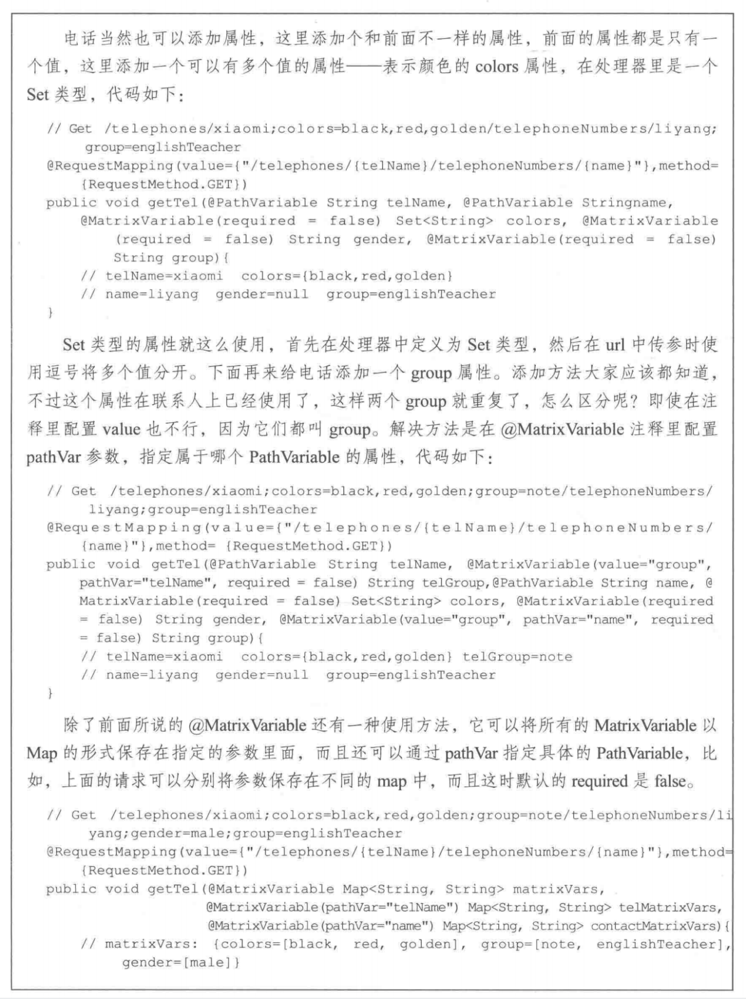 电话当然也可以添加属性，这里添加个和前面不一样的属性，前面的属性都是只有一
个值，这里添加一个可以有多个值的属性——表示颜色的 colors 属性，在处理器里是一个
Set 类型，代码如下：
// Get /telephones/xiaomi;colors=black,red,golden/telephoneNumbers/liyang;
group=englishTeacher
@RequestMapping(value={"/telephones/{telName}/telephoneNumbers/{name}"},method=
{RequestMethod.GET})
public void getTel(@PathVariable String telName, @PathVariable Stringname,
@MatrixVariable(required = false) Set<String> colors, @MatrixVariable
(required = false) String gender, @MatrixVariable(required = false)
String group){
// telName=xiaomi colors={black,red,golden}
// name=liyang gender=null group=englishTeacher
}
Set 类型的属性就这么使用，首先在处理器中定义为 Set 类型，然后在 url 中传参时使
用逗号将多个值分开。下面再来给电话添加一个 group 属性。添加方法大家应该都知道，
不过这个属性在联系人上已经使用了，这样两个 group 就重复了，怎么区分呢？即使在注
释里配置 value 也不行，因为它们都叫 group。解决方法是在 @MatrixVariable 注释里配置
pathVar 参数，指定属于哪个 PathVariable 的属性，代码如下：
// Get /telephones/xiaomi;colors=black,red,golden;group=note/telephoneNumbers/
liyang;group=englishTeacher
@RequestMapping(value={"/telephones/{telName}/telephoneNumbers/
{name}"},method= {RequestMethod.GET})
public void getTel(@PathVariable String telName, @MatrixVariable(value="group",
pathVar="telName", required = false) String telGroup,@PathVariable String name, @
MatrixVariable(required = false) Set<String> colors, @MatrixVariable(required
= false) String gender, @MatrixVariable(value="group", pathVar="name", required
= false) String group){
// telName=xiaomi colors={black,red,golden} telGroup=note
// name=liyang gender=null group=englishTeacher
}
除了前面所说的 @MatrixVariable 还有一种使用方法，它可以将所有的 MatrixVariable 以
Map 的形式保存在指定的参数里面，而且还可以通过 pathVar 指定具体的 PathVariable，比
如，上面的请求可以分别将参数保存在不同的 map 中，而且这时默认的 required 是 false。
// Get /telephones/xiaomi;colors=black,red,golden;group=note/telephoneNumbers/li
yang;gender=male;group=englishTeacher
@RequestMapping(value={"/telephones/{telName}/telephoneNumbers/{name}"},method=
{RequestMethod.GET})
public void getTel(@MatrixVariable Map<String, String> matrixVars,
@MatrixVariable(pathVar="telName") Map<String, String> telMatrixVars,
@MatrixVariable(pathVar="name") Map<String, String> contactMatrixVars){
// matrixVars: {colors=[black, red, golden], group=[note, englishTeacher],
gender=[male]}